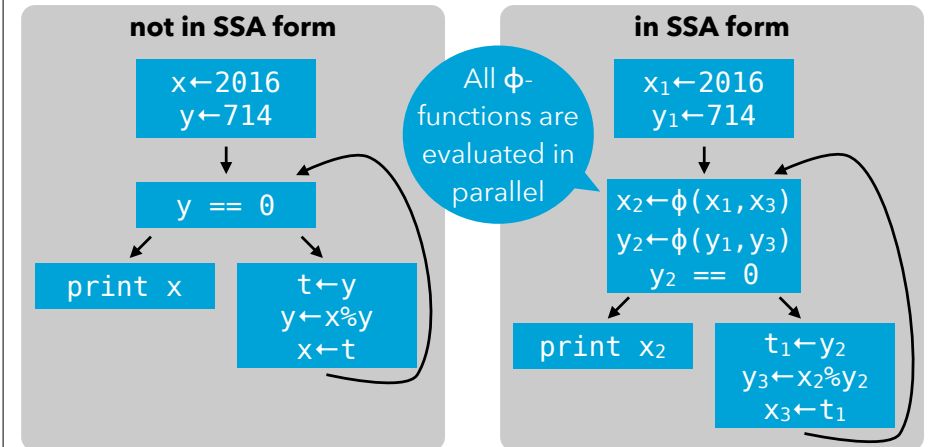 not in SSA form
x←2016
y←714
y == 0
print x
t←y
y←x%y
x←t
All ϕ-
functions are
evaluated in
parallel
in SSA form
x₁←2016
y₁←714
x₂←ϕ(x₁,x₃)
y₂←ϕ(y₁,y₃)
y₂ == 0
print x₂
t₁←y₂
y₃←x₂%y₂
x₃←t₁